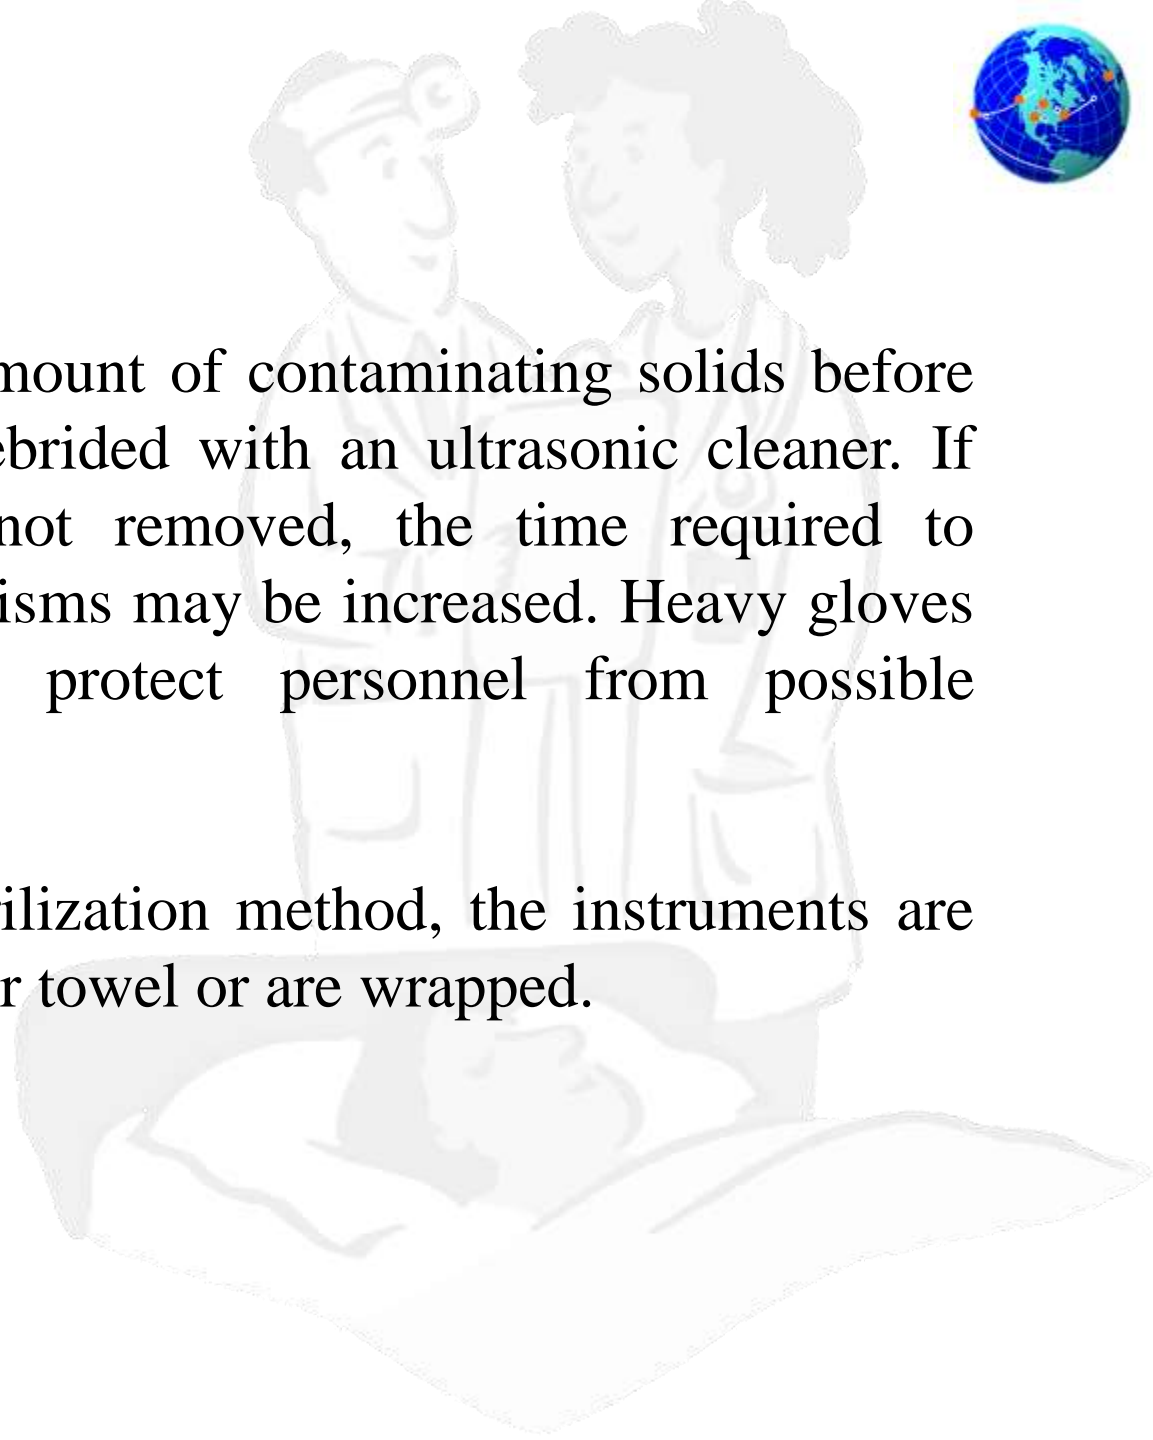 mount of contaminating solids before
ebrided with an ultrasonic cleaner. If
not removed, the time required to
isms may be increased. Heavy gloves
protect personnel from possible
rilization method, the instruments are
r towel or are wrapped.